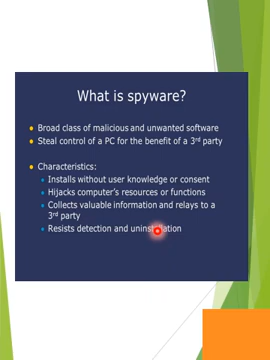 What is spyware?
Broad class of malicious and unwanted software
Steal control of a PC for the benefit of a 3rd party
Characteristics:
Installs without user knowledge or consent
Hijacks computer's resources or functions
Collects valuable information and relays to a
3rd party
Resists detection and uninstallation